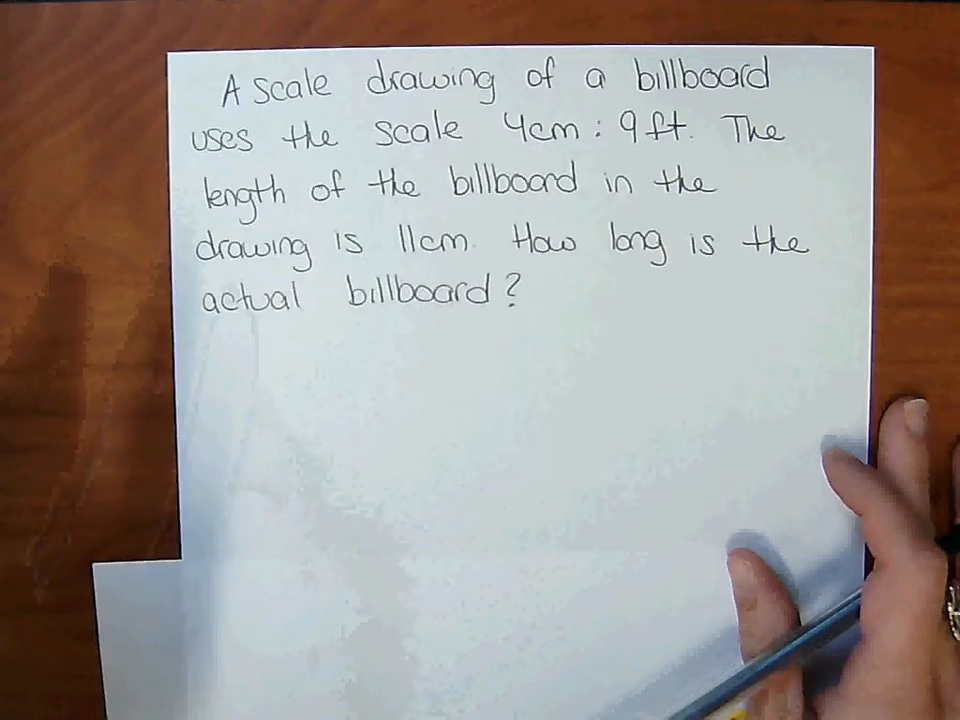 A scale drawing of a billboard
uses the scale 4cm : 9ft. The
length of the billboard in the
drawing is 11cm. How long is the
actual billboard?